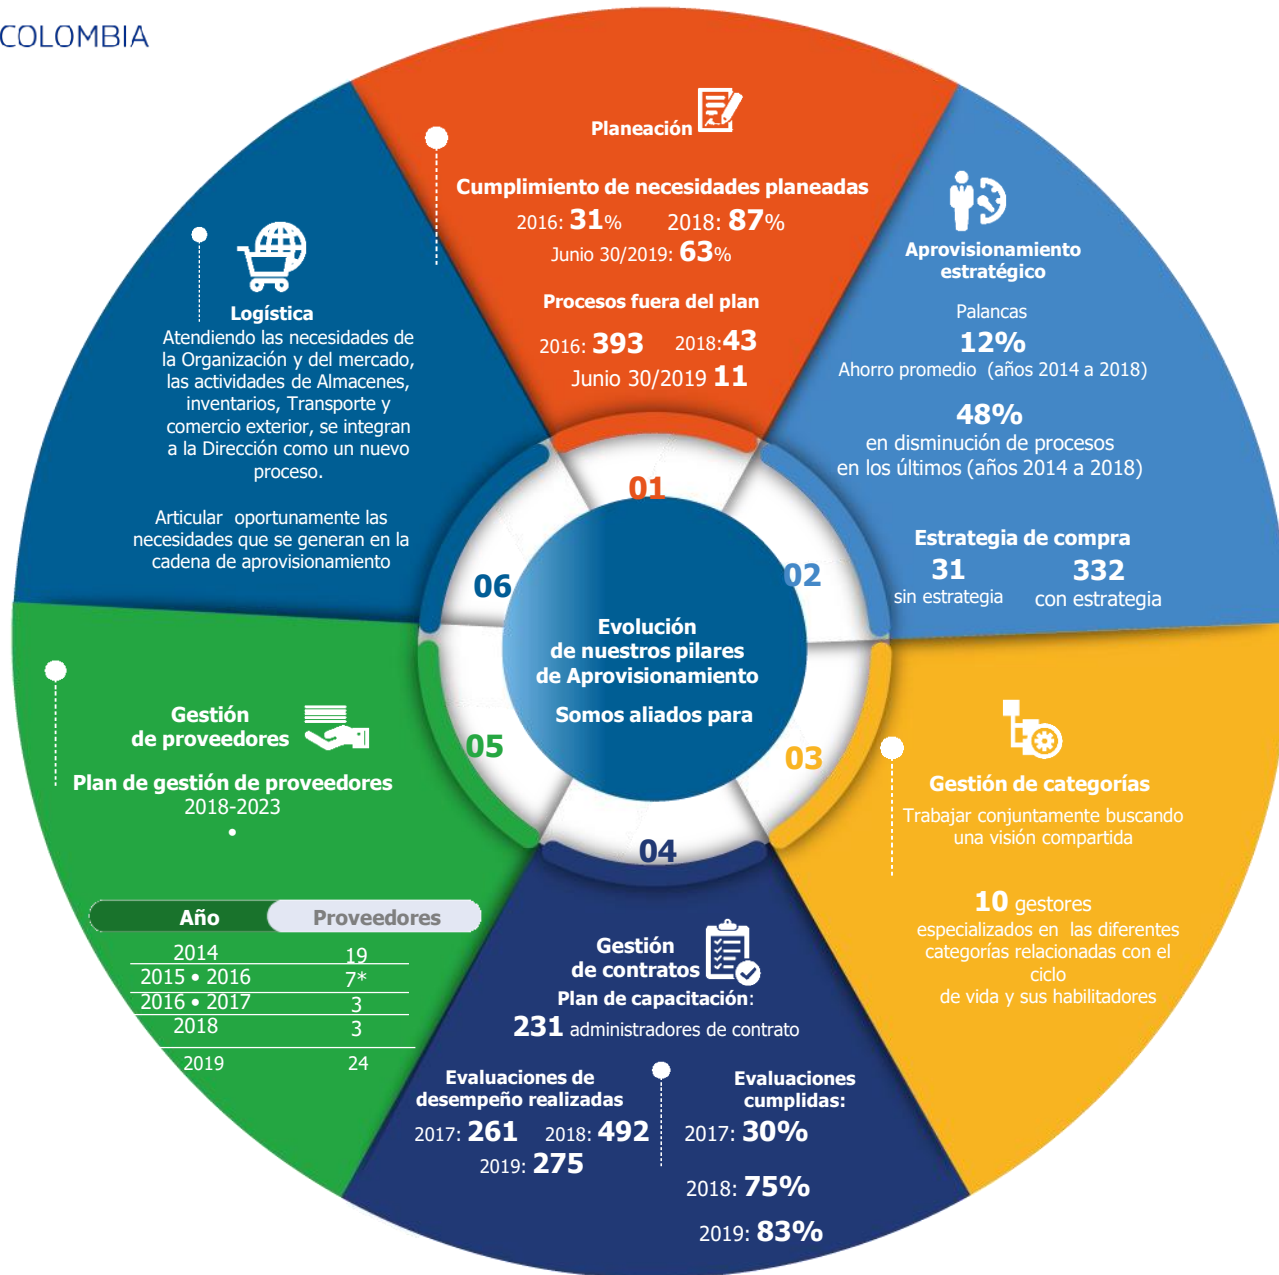 COLOMBIA
Planeación
Cumplimiento de necesidades planeadas
2016: 31% 2018: 87%
Junio 30/2019: 63%
Procesos fuera del plan
2016: 393 2018:43
Junio 30/2019 11
01
Aprovisionamiento
estratégico
Palancas
12%
Ahorro promedio (años 2014 a 2018)
48%
en disminución de procesos
en los últimos (años 2014 a 2018)
Estrategia de compra
31 332
sin estrategia con estrategia
02
Gestión de categorías
Trabajar conjuntamente buscando
una visión compartida
10 gestores
especializados en las diferentes
categorías relacionadas con el
ciclo
de vida y sus habilitadores
03
Gestión
de contratos
Plan de capacitación:
231 administradores de contrato
Evaluaciones de
desempeño realizadas
2017: 261 2018: 492
2019: 275
Evaluaciones
cumplidas:
2017: 30%
2018: 75%
2019: 83%
04
Gestión
de proveedores
Plan de gestión de proveedores
2018-2023
•
Año Proveedores
2014 19
2015 • 2016 7*
2016 • 2017 3
2018 3
2019 24
05
Logística
Atendiendo las necesidades de
la Organización y del mercado,
las actividades de Almacenes,
inventarios, Transporte y
comercio exterior, se integran
a la Dirección como un nuevo
proceso.
Articular oportunamente las
necesidades que se generan en la
cadena de aprovisionamiento
06
Evolución
de nuestros pilares
de Aprovisionamiento
Somos aliados para